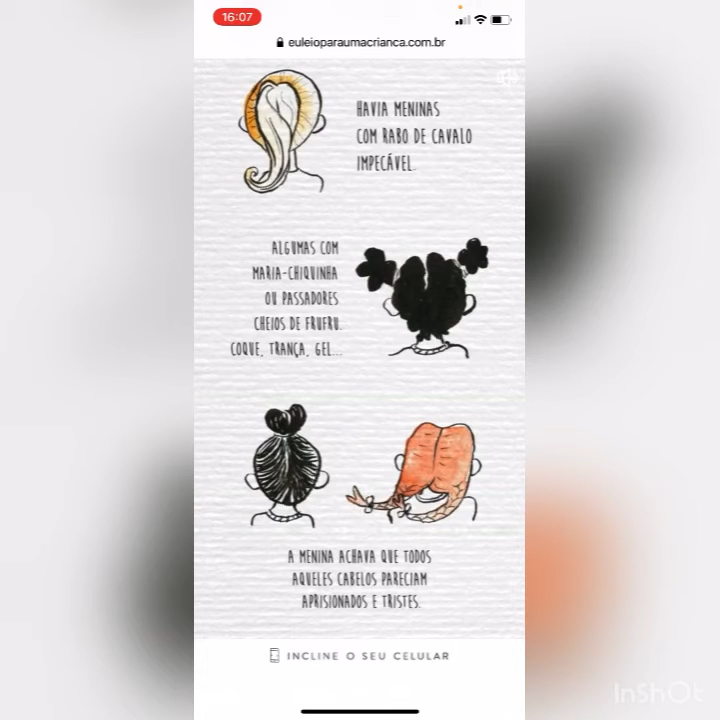 16:07
euleioparaumacrianca.com.br
HAVIA MENINAS
COM RABO DE CAVALO
IMPECÁVEL.
ALGUMAS COM
MARIA-CHIQUINHA
OU PASSADORES
CHEIOS DE FRUFRU.
COQUE, TRANÇA, GEL...
A MENINA ACHAVA QUE TODOS
AQUELES CABELOS PARECIAM
APRISIONADOS E TRISTES.
INCLINE O SEU CELULAR
InShOt